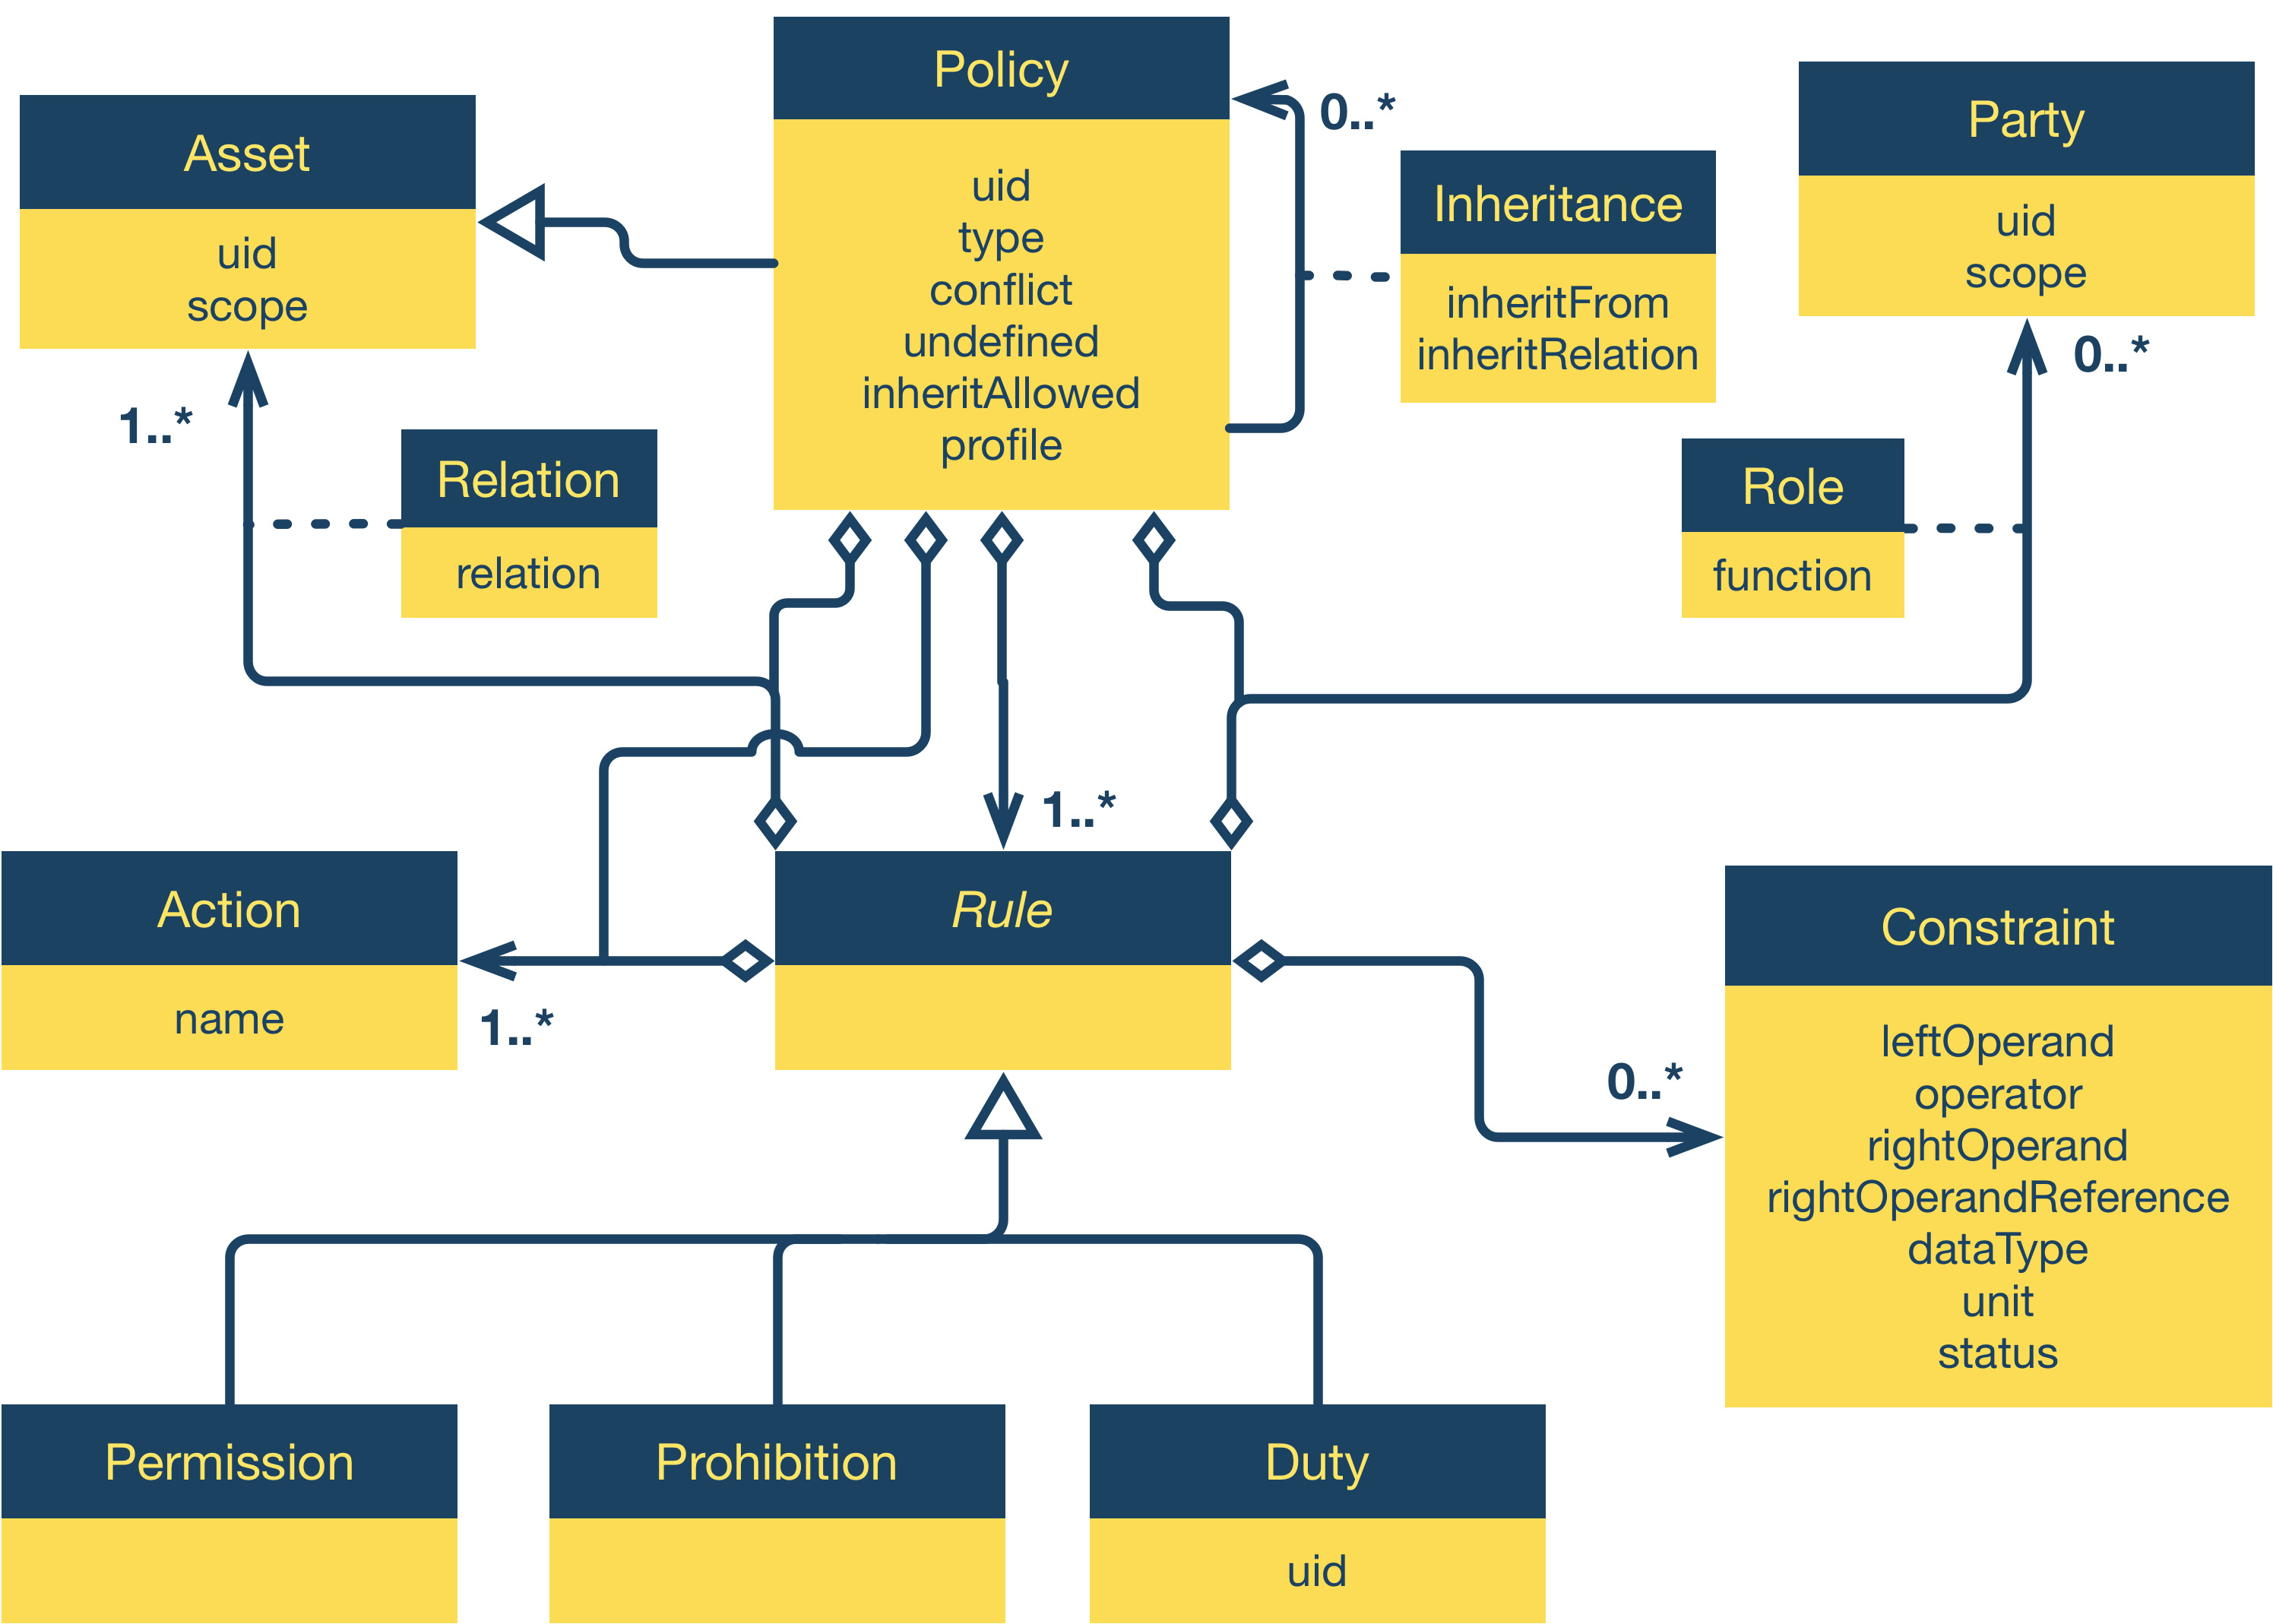 Policy
uid
type
conflict
undefined
inheritAllowed
profile
0..*
Asset
uid
scope
1..*
Inheritance
inheritFrom
inheritRelation
Party
uid
scope
0..*
Relation
relation
Role
function
1..*
Action
name
1..*
Rule
Constraint
leftOperand
operator
rightOperand
rightOperandReference
dataType
unit
status
0..*
Permission
Prohibition
Duty
uid